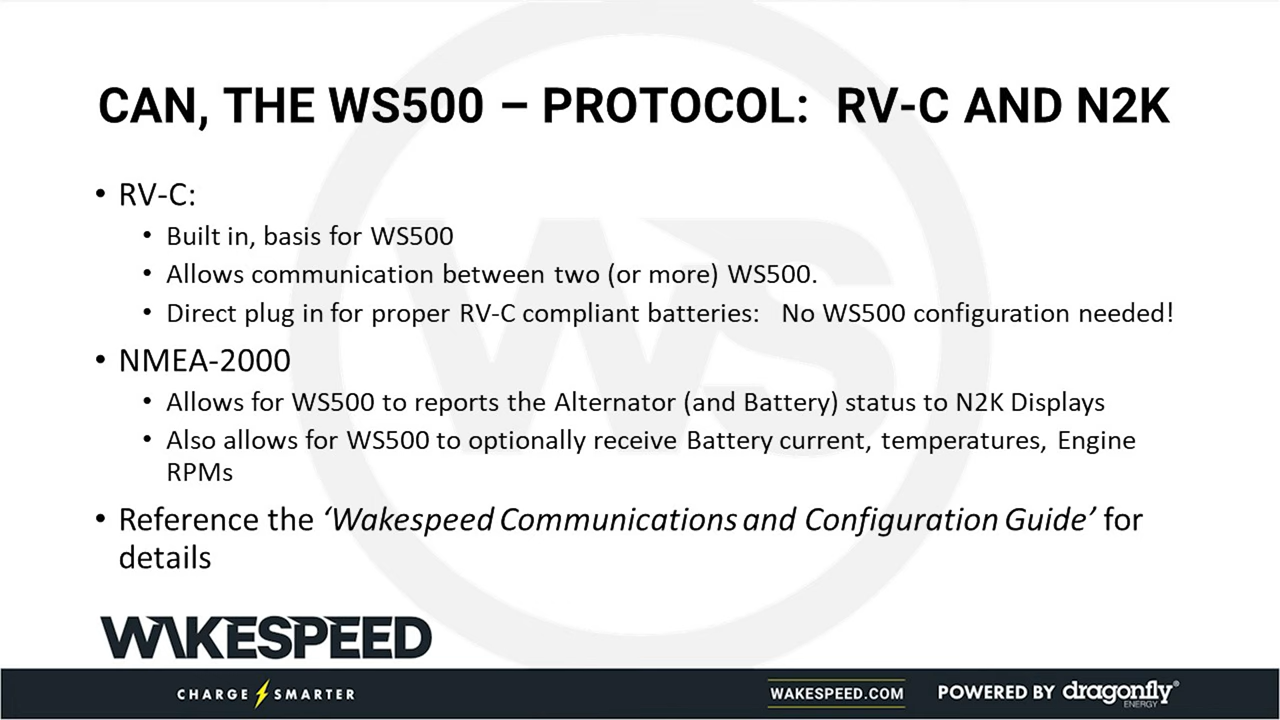 CAN, THE WS500 – PROTOCOL: RV-C AND N2K
• RV-C:
• Built in, basis for WS500
• Allows communication between two (or more) WS500.
• Direct plug in for proper RV-C compliant batteries: No WS500 configuration needed!
• NMEA-2000
• Allows for WS500 to reports the Alternator (and Battery) status to N2K Displays
• Also allows for WS500 to optionally receive Battery current, temperatures, Engine
RPMs
• Reference the ‘Wakespeed Communications and Configuration Guide’ for
details
WS
WAKESPEED
CHARGE SMARTER
WAKESPEED.COM
POWERED BY dragonfly®
ENERGY